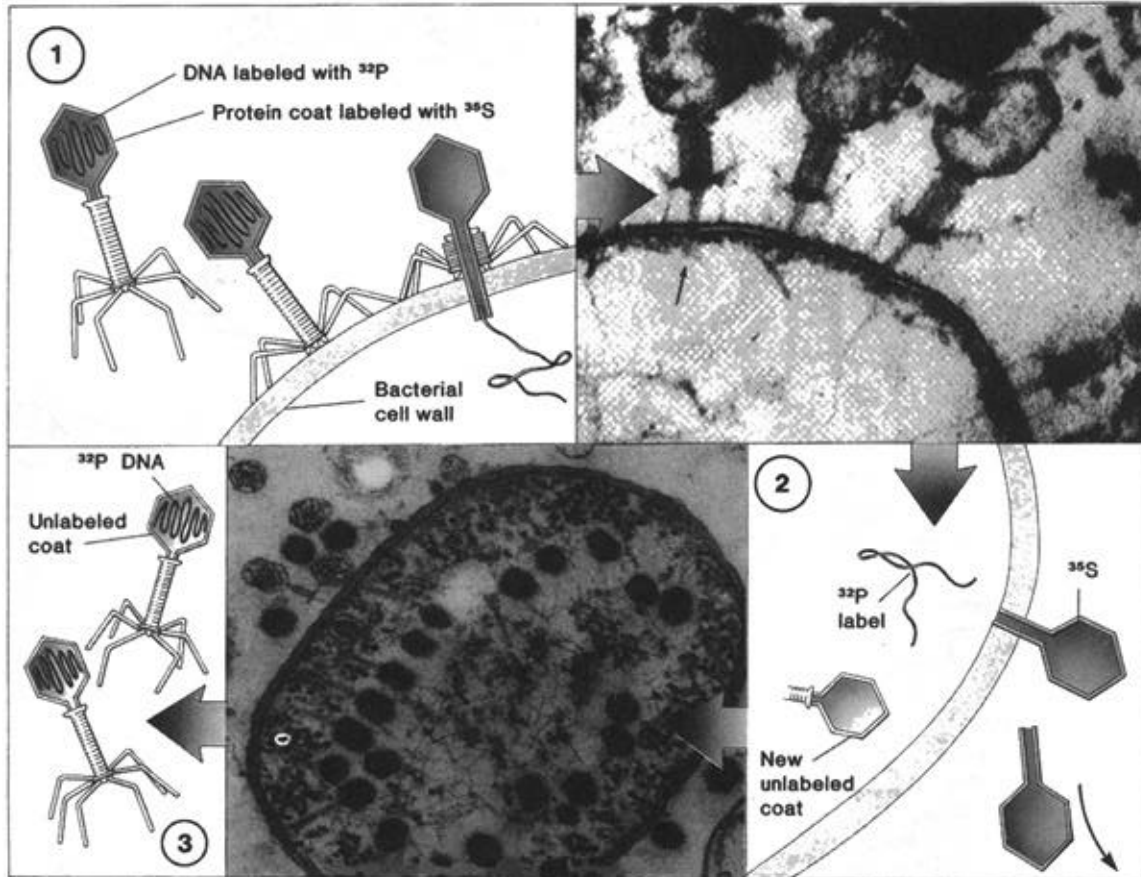 1
DNA labeled with ³²P
Protein coat labeled with ³⁵S
Bacterial
cell wall
2
³⁵S
³²P
label
New
unlabeled
coat
³²P DNA
Unlabeled
coat
3